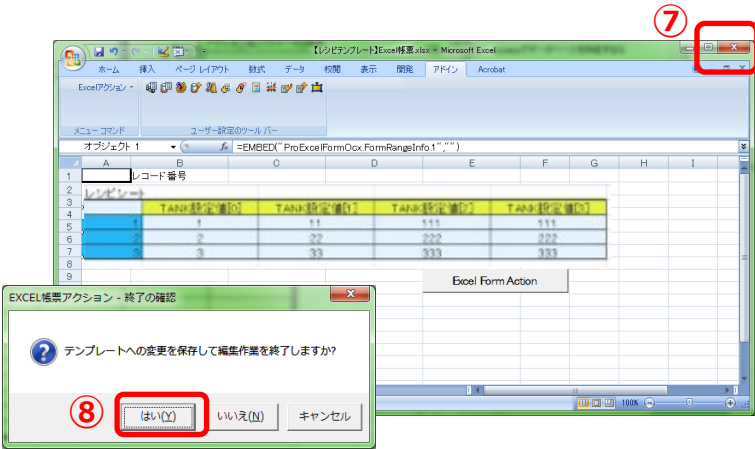 ⑦
【レシピテンプレート】Excel帳票.xlsx - Microsoft Excel
ホーム 挿入 ページ レイアウト 数式 データ 校閲 表示 開発 アドイン Acrobat
Excelアクション
メニュー コマンド ユーザー設定のツール バー
オブジェクト 1 fx =EMBED("ProExcelFormOcx.FormRangeInfo.1","")
A B C D E F G H I
1 レコード番号
2 レシピシート
3 TANK設定値[0] TANK設定値[1] TANK設定値[2] TANK設定値[3]
4
5 1 1 11 111 111
6 2 2 22 222 222
7 3 3 33 333 333
8
9
Excel Form Action
EXCEL帳票アクション - 終了の確認
テンプレートへの変更を保存して編集作業を終了しますか?
⑧
はい(Y) いいえ(N) キャンセル
100%